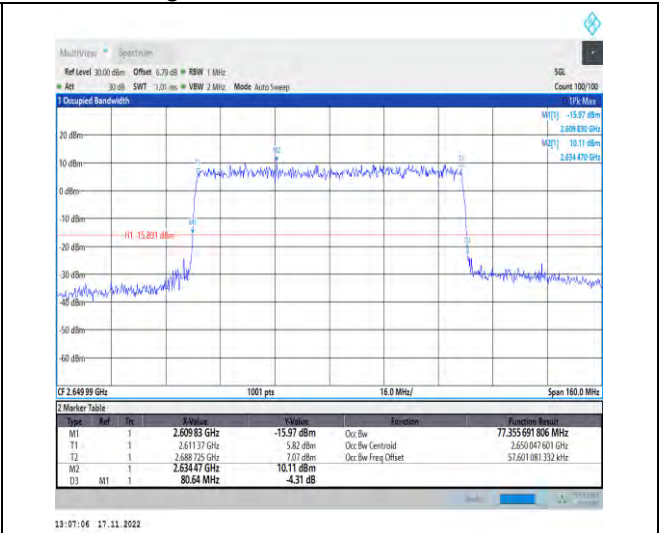 MultiView Spectrum
Ref Level 30.00 dBm Offset 6.79 dB RBW 1 MHz SGL
Att 30 dB SWT 1.01 ms VBW 2 MHz Mode Auto Sweep Count 100/100
1 Occupied Bandwidth 1Pk Max
M1[1] -15.97 dBm
2.609 830 GHz
M2[1] 10.11 dBm
2.634 470 GHz
20 dBm
M2
10 dBm
0 dBm
-10 dBm
M1
H1 -15.891 dBm
-20 dBm
-30 dBm
-40 dBm
-50 dBm
-60 dBm
CF 2.649 99 GHz 1001 pts 16.0 MHz/ Span 160.0 MHz
2 Marker Table
Type Ref Trc X-Value Y-Value Function Function Result
M1 1 2.609 83 GHz -15.97 dBm Occ Bw 77.355 691 806 MHz
T1 1 2.611 37 GHz 5.82 dBm Occ Bw Centroid 2.650 047 601 GHz
T2 1 2.688 725 GHz 7.07 dBm Occ Bw Freq Offset 57.601 081 332 kHz
M2 1 2.634 47 GHz 10.11 dBm
D3 M1 1 80.64 MHz -4.31 dB
13:07:06 17.11.2022